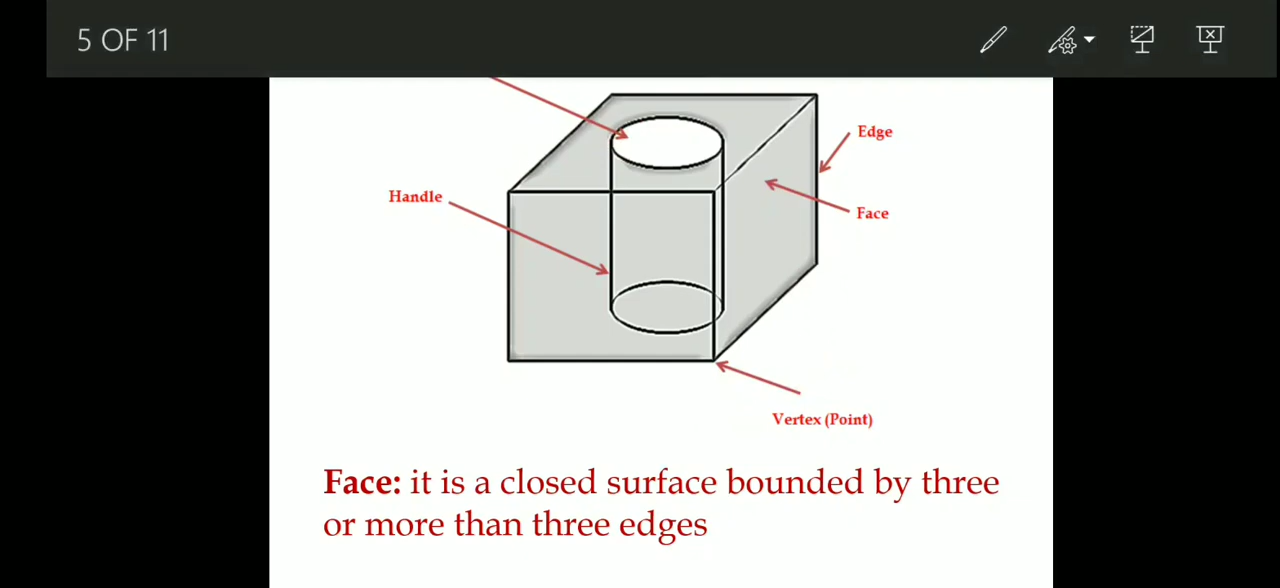 5 OF 11
Edge
Handle
Face
Vertex (Point)
Face: it is a closed surface bounded by three
or more than three edges